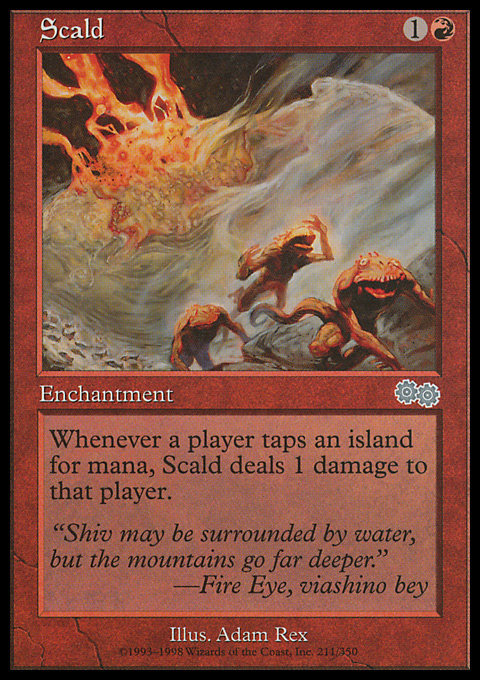 Scald 1
Enchantment
Whenever a player taps an island
for mana, Scald deals 1 damage to
that player.
“Shiv may be surrounded by water,
but the mountains go far deeper.”
—Fire Eye, viashino bey
Illus. Adam Rex
©1993–1998 Wizards of the Coast, Inc. 211/350